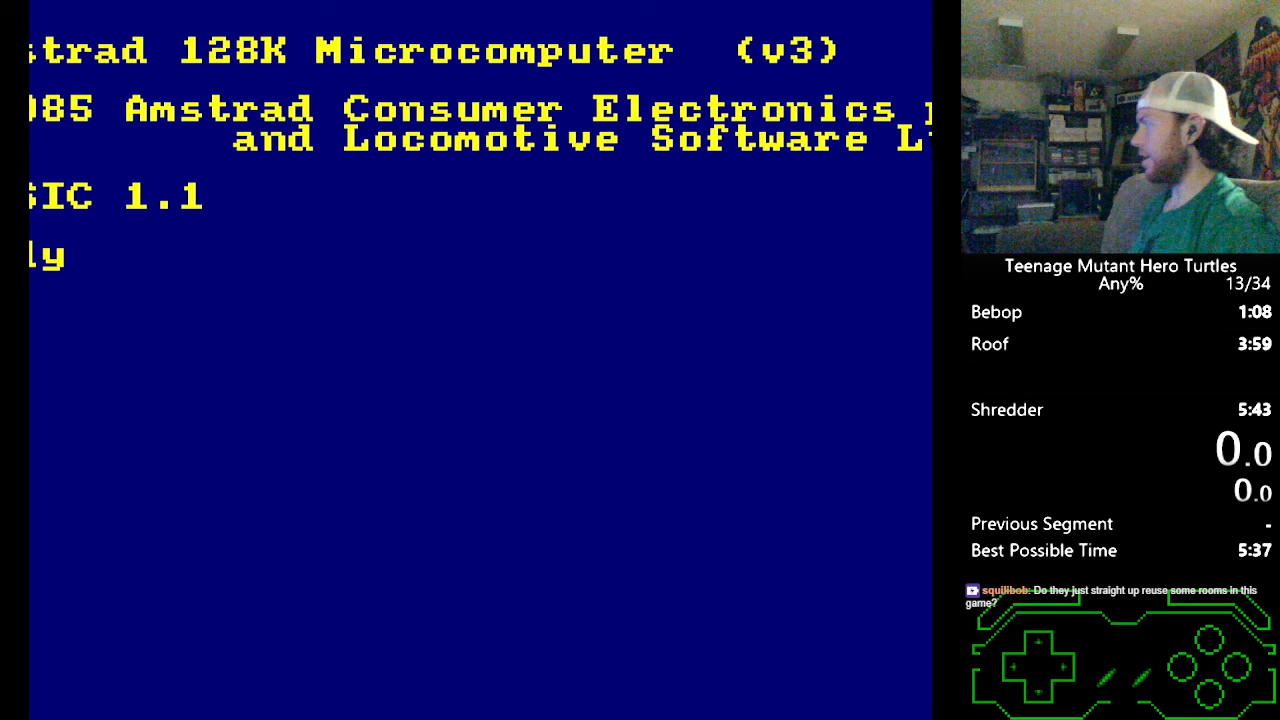 strad 128K Microcomputer (v3)
985 Amstrad Consumer Electronics p
and Locomotive Software Lt
SIC 1.1
ly
Teenage Mutant Hero Turtles
Any% 13/34
Bebop 1:08
Roof 3:59
Shredder 5:43
0.0
0.0
Previous Segment -
Best Possible Time 5:37
squilibob: Do they just straight up reuse some rooms in this
game?